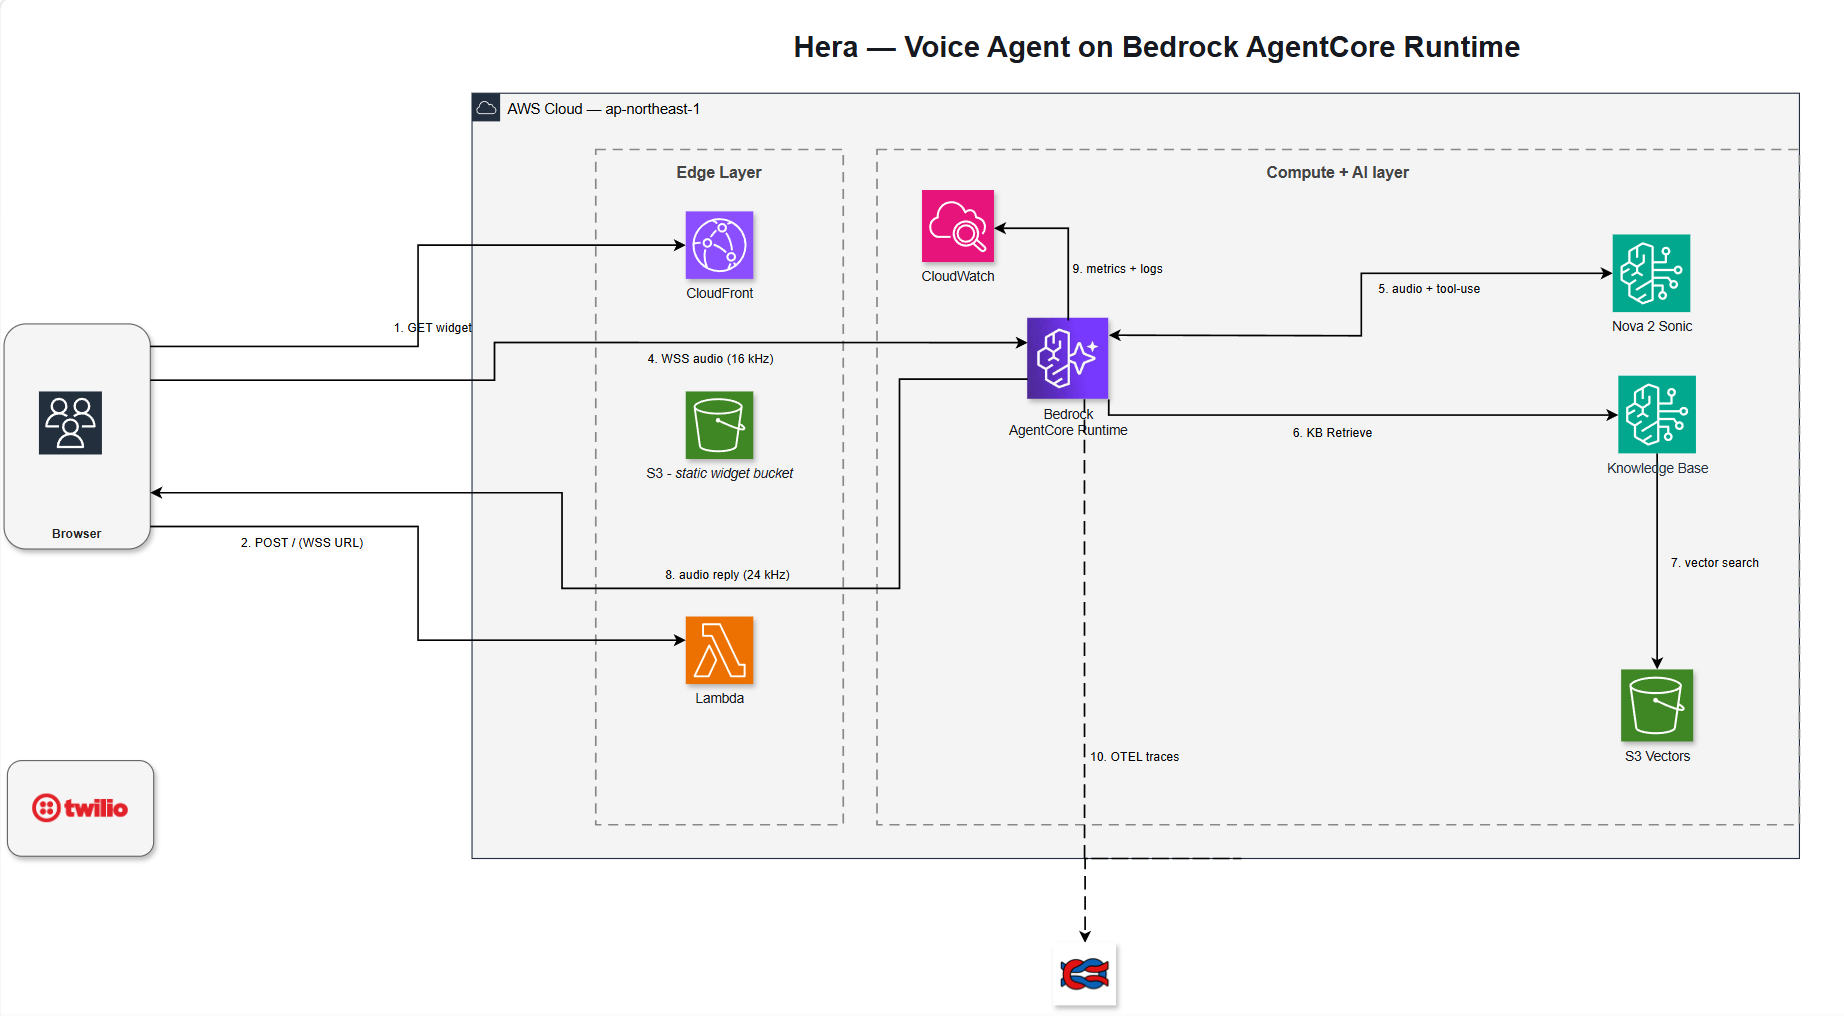 Hera — Voice Agent on Bedrock AgentCore Runtime
AWS Cloud — ap-northeast-1
Edge Layer
Compute + AI layer
CloudFront
CloudWatch
9. metrics + logs
5. audio + tool-use
Nova 2 Sonic
1. GET widget
4. WSS audio (16 kHz)
Bedrock
AgentCore Runtime
6. KB Retrieve
Knowledge Base
S3 - static widget bucket
Browser
2. POST / (WSS URL)
8. audio reply (24 kHz)
7. vector search
Lambda
10. OTEL traces
S3 Vectors
twilio